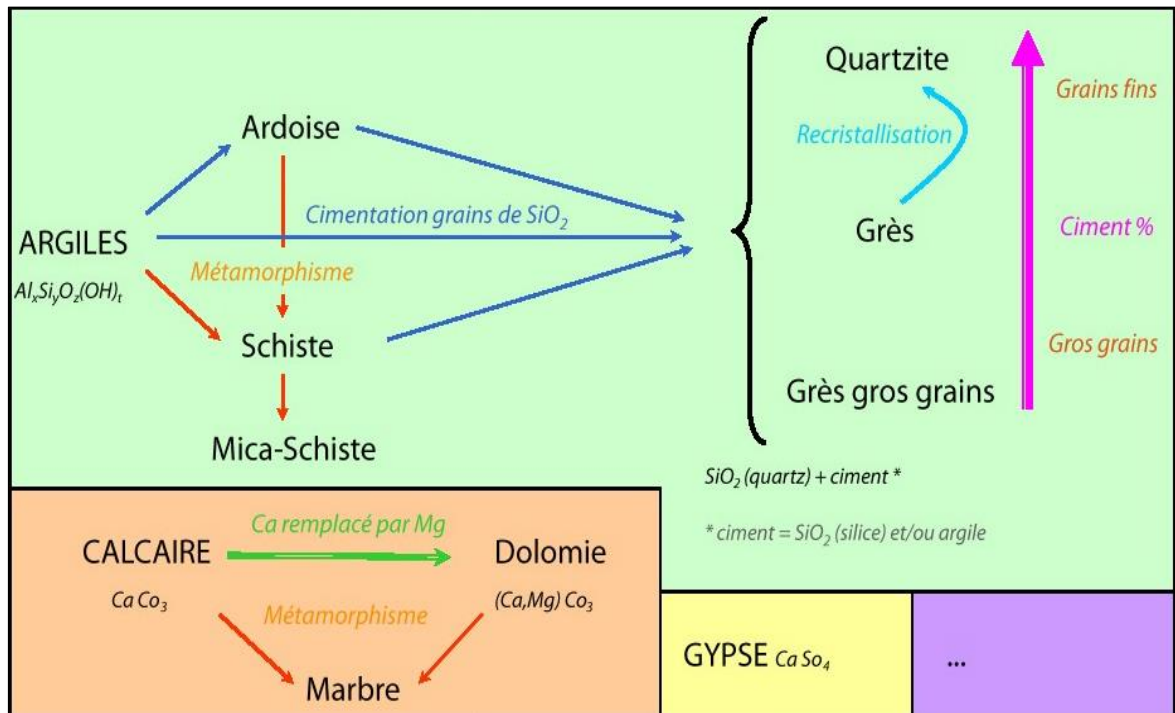 Quartzite
Grains fins
Ardoise
Recristallisation
Cimentation grains de SiO₂
ARGILES
Grès
Ciment %
AlₓSiᵧO_z(OH)ₜ
Métamorphisme
Schiste
Gros grains
Grès gros grains
Mica-Schiste
SiO₂ (quartz) + ciment *
* ciment = SiO₂ (silice) et/ou argile
Ca remplacé par Mg
CALCAIRE
Dolomie
Ca Co₃
(Ca,Mg) Co₃
Métamorphisme
Marbre
GYPSE Ca So₄
...